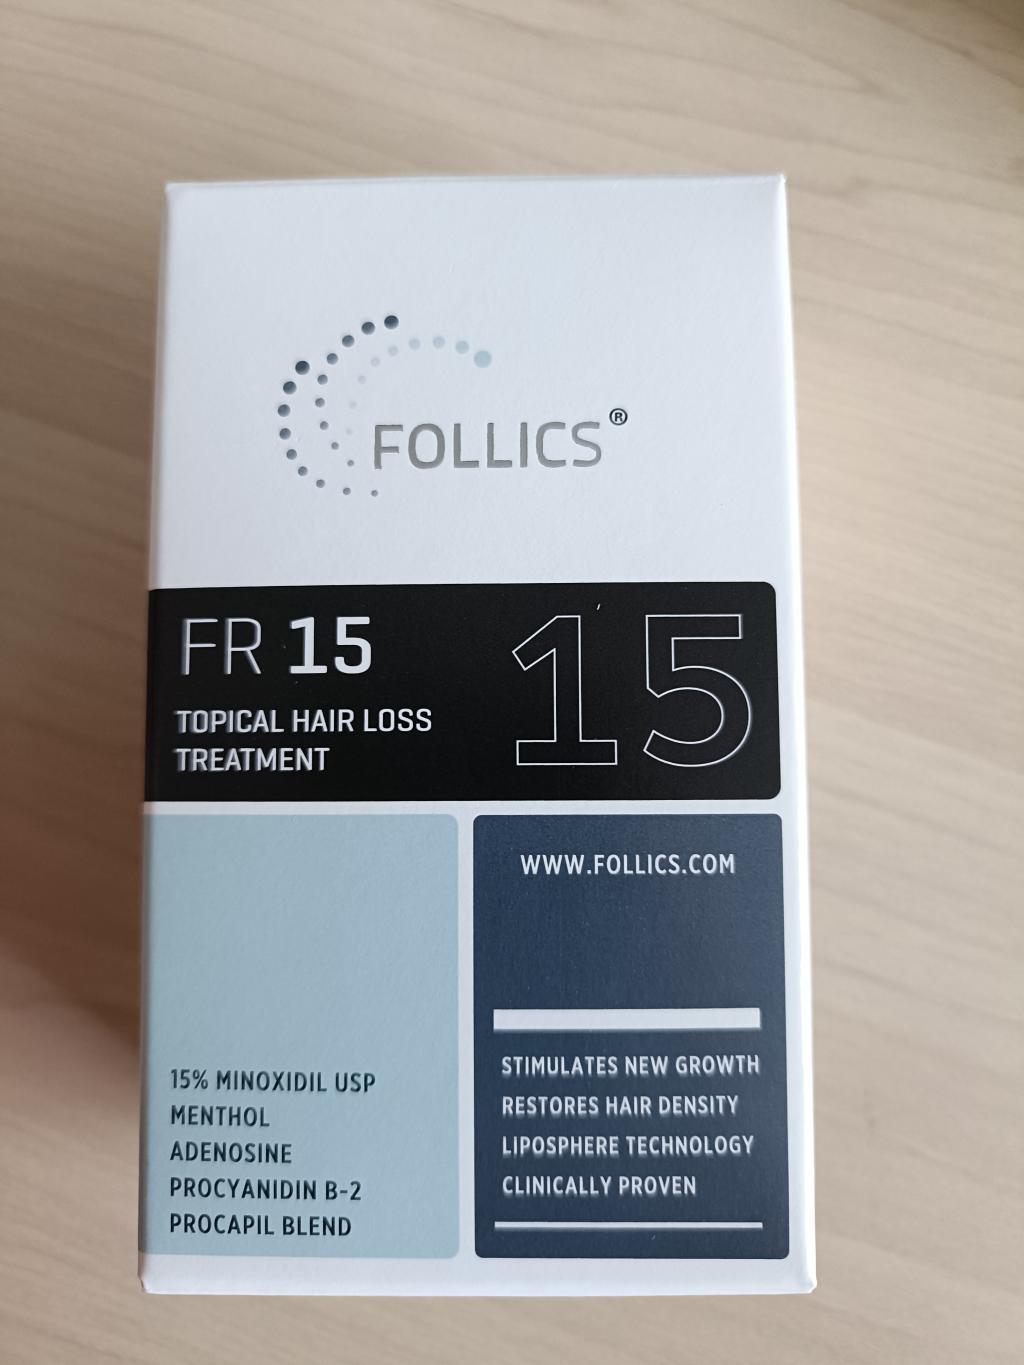 FOLLICS®
FR 15
15
TOPICAL HAIR LOSS
TREATMENT
15% MINOXIDIL USP
MENTHOL
ADENOSINE
PROCYANIDIN B-2
PROCAPIL BLEND
WWW.FOLLICS.COM
STIMULATES NEW GROWTH
RESTORES HAIR DENSITY
LIPOSPHERE TECHNOLOGY
CLINICALLY PROVEN